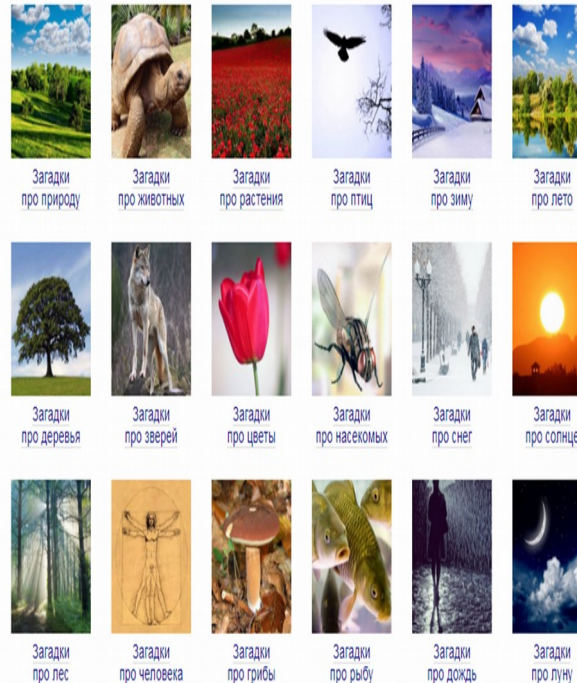 Загадки
про природу
Загадки
про животных
Загадки
про растения
Загадки
про птиц
Загадки
про зиму
Загадки
про лето
Загадки
про деревья
Загадки
про зверей
Загадки
про цветы
Загадки
про насекомых
Загадки
про снег
Загадки
про солнце
Загадки
про лес
Загадки
про человека
Загадки
про грибы
Загадки
про рыбу
Загадки
про дождь
Загадки
про луну